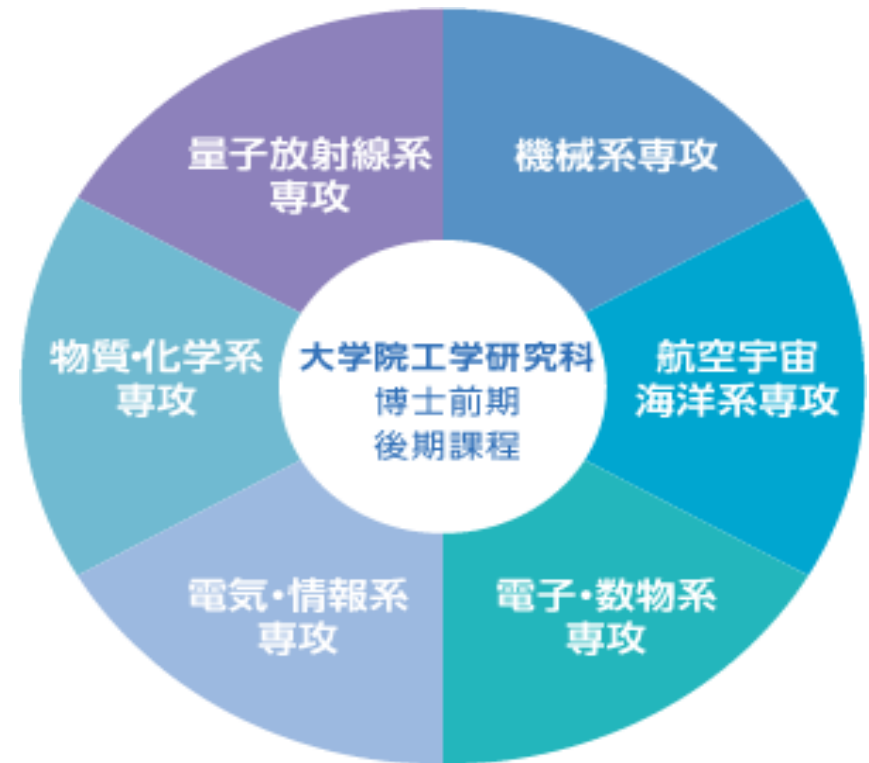 量子放射線系
専攻
機械系専攻
物質・化学系
専攻
大学院工学研究科
博士前期
後期課程
航空宇宙
海洋系専攻
電気・情報系
専攻
電子・数物系
専攻